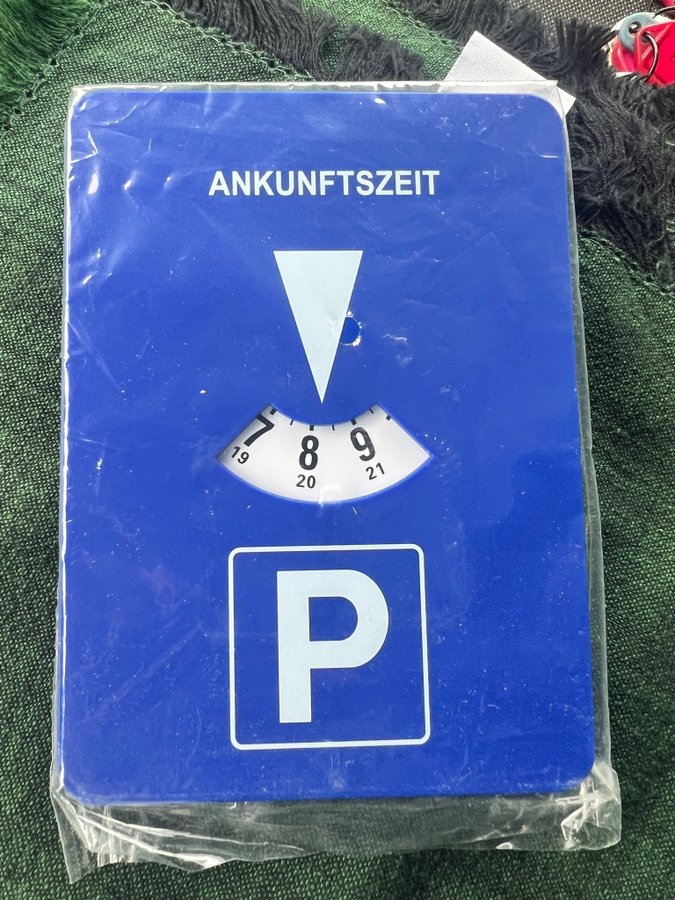 ANKUNFTSZEIT
7 8 9
19 20 21
P